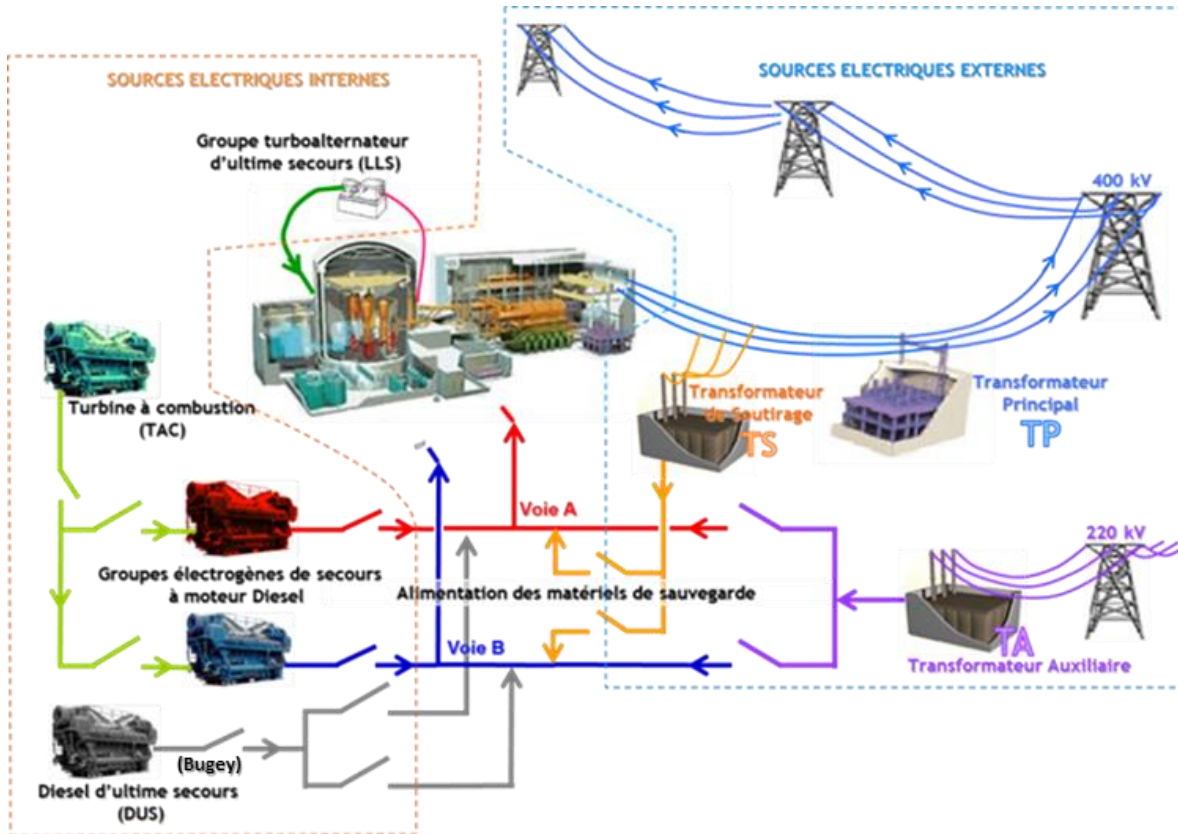 SOURCES ELECTRIQUES INTERNES
SOURCES ELECTRIQUES EXTERNES
Groupe turboalternateur
d'ultime secours (LLS)
400 kV
Turbine à combustion
(TAC)
Transformateur
de Soutirage
TS
Transformateur
Principal
TP
Voie A
220 kV
Groupes électrogènes de secours
à moteur Diesel
Alimentation des matériels de sauvegarde
Voie B
TA
Transformateur Auxiliaire
(Bugey)
Diesel d'ultime secours
(DUS)